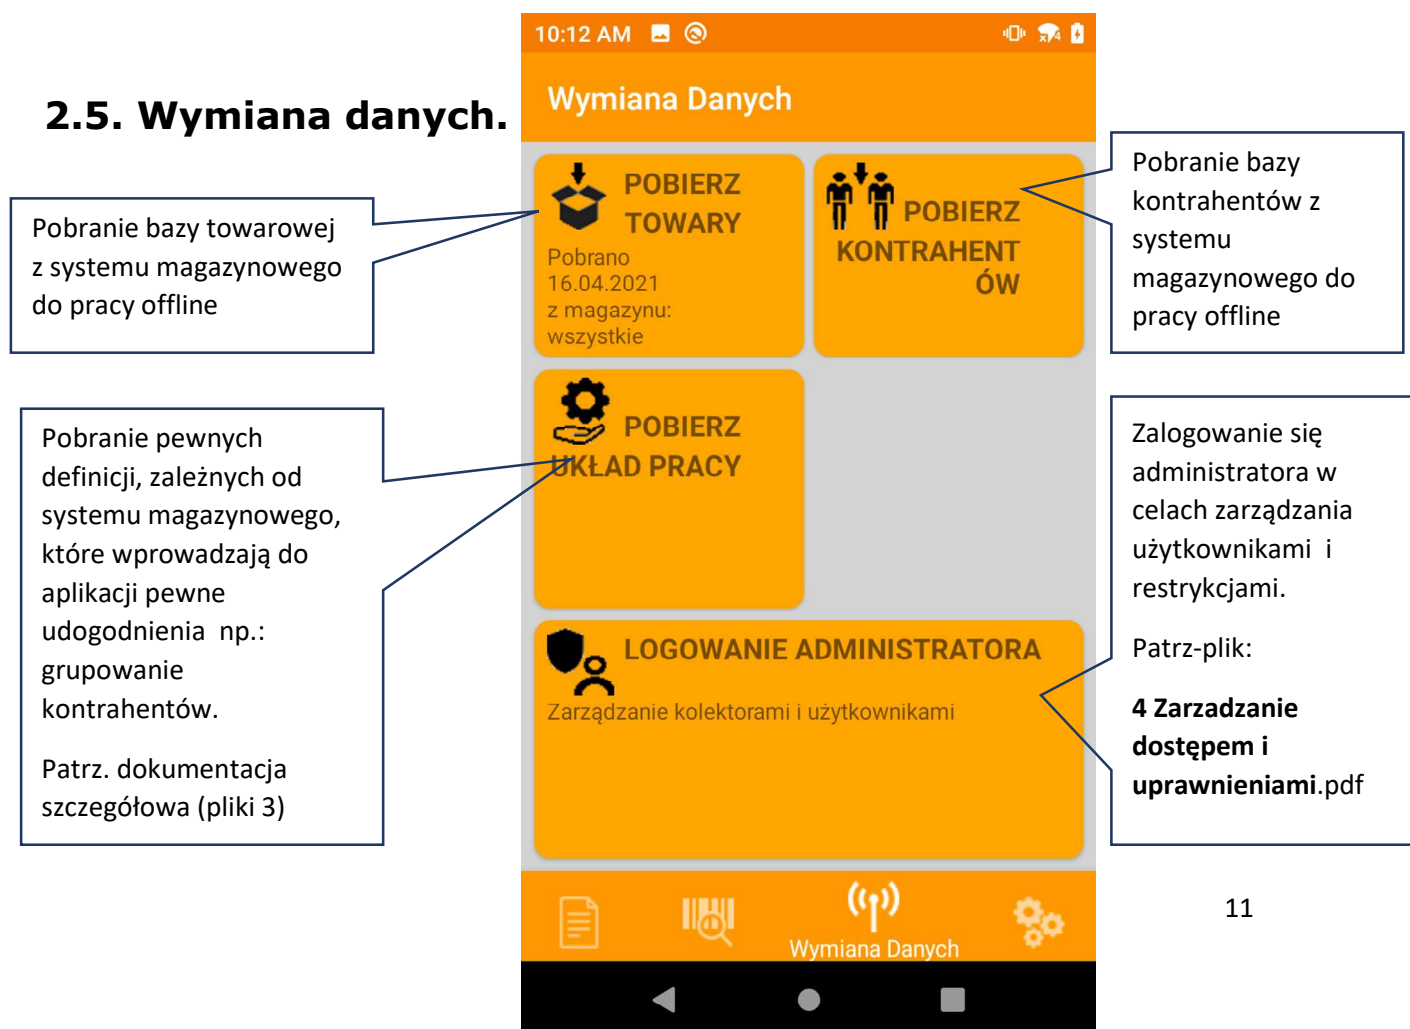 2.5. Wymiana danych.
Pobranie bazy towarowej
z systemu magazynowego
do pracy offline
Pobranie pewnych
definicji, zależnych od
systemu magazynowego,
które wprowadzają do
aplikacji pewne
udogodnienia  np.:
grupowanie
kontrahentów.
Patrz. dokumentacja
szczegółowa (pliki 3)
10:12 AM
Wymiana Danych
POBIERZ
TOWARY
Pobrano
16.04.2021
z magazynu:
wszystkie
POBIERZ
KONTRAHENT
ÓW
POBIERZ
UKŁAD PRACY
LOGOWANIE ADMINISTRATORA
Zarządzanie kolektorami i użytkownikami
Wymiana Danych
Pobranie bazy
kontrahentów z
systemu
magazynowego do
pracy offline
Zalogowanie się
administratora w
celach zarządzania
użytkownikami  i
restrykcjami.
Patrz-plik:
4 Zarzadzanie
dostępem i
uprawnieniami.pdf
11